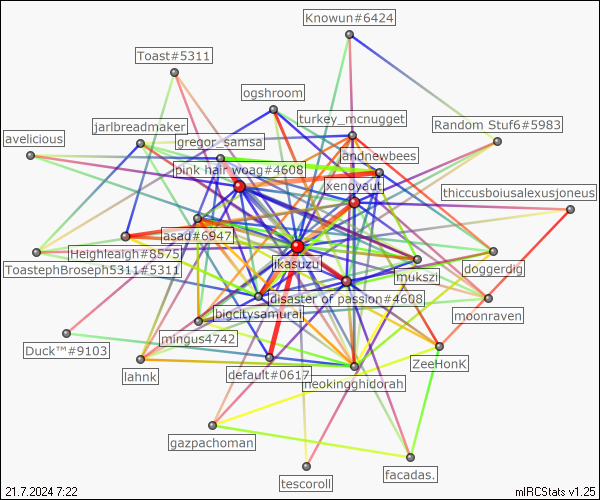 Knowun#6424
Toast#5311
ogshroom
turkey_mcnugget
Random Stuf6#5983
jarlbreadmaker
avelicious
gregor_samsa
andnewbees
pink hair woag#4608
xenoyaut
thiccusboiusalexusjoneus
asad#6947
Heighleaigh#8575
jkasuzu
ToastephBroseph5311#5311
mukszi
doggerdig
disaster of passion#4608
bigcitysamurai
moonraven
mingus4742
Duck™#9103
lahnk
default#0617
neokingghidorah
ZeeHonK
gazpachoman
tescoroll
facadas.
21.7.2024 7:22
mIRCStats v1.25